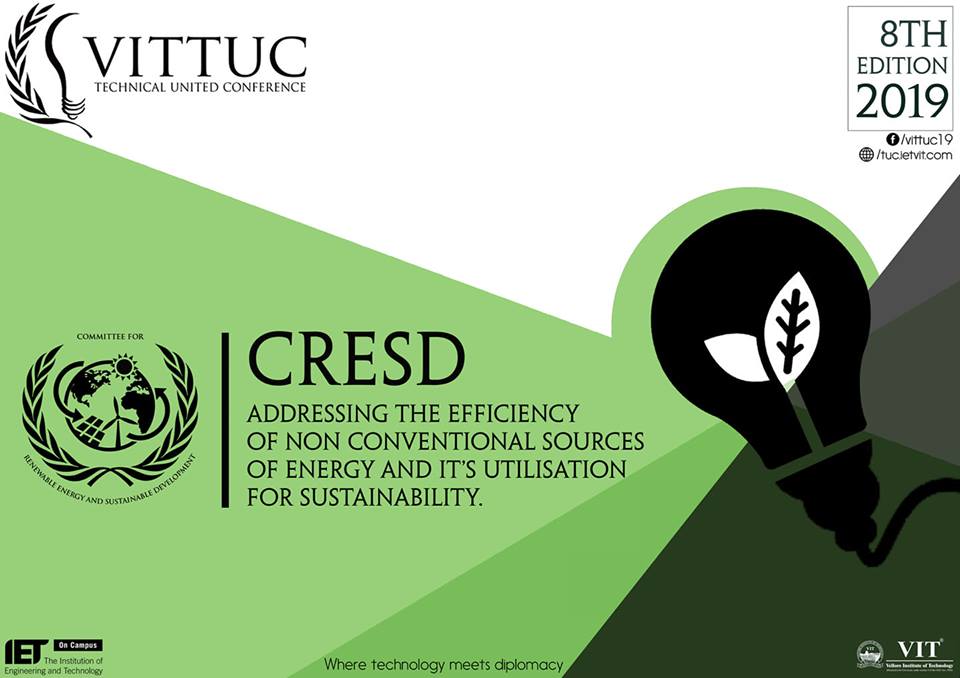 VITTUC
TECHNICAL UNITED CONFERENCE
8TH
EDITION
2019
/vittuc19
/tuc.ietvit.com
COMMITTEE FOR
RENEWABLE ENERGY AND SUSTAINABLE DEVELOPMENT
CRESD
ADDRESSING THE EFFICIENCY
OF NON CONVENTIONAL SOURCES
OF ENERGY AND IT'S UTILISATION
FOR SUSTAINABILITY.
IET On Campus
The Institution of
Engineering and Technology
Where technology meets diplomacy
VIT
Vellore Institute of Technology